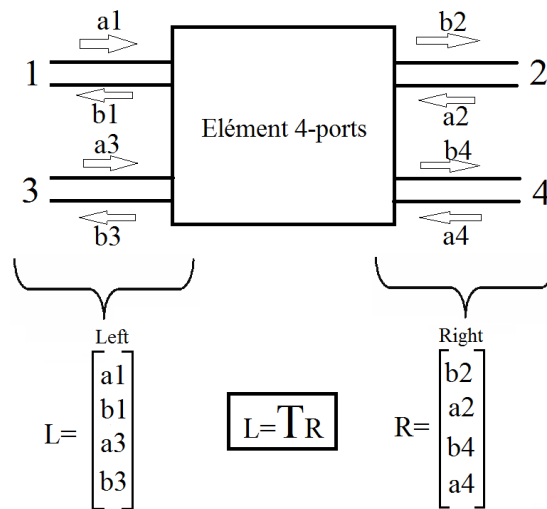 a1 b2
1 2
b1 a2
Elément 4-ports
a3 b4
3 4
b3 a4
Left Right
a1 b2
b1 a2
L= L=TR R=
a3 b4
b3 a4